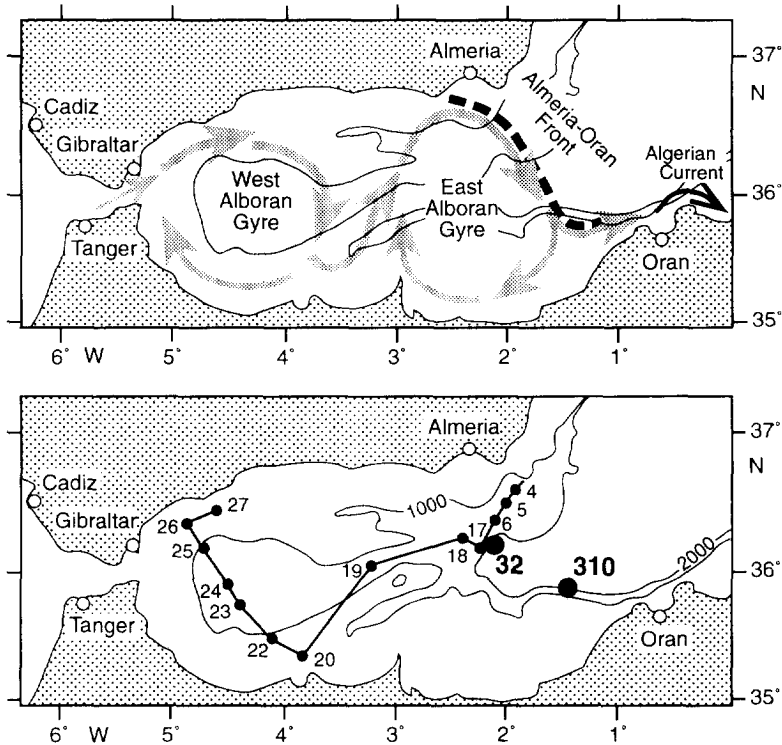 37°
N
Almeria
Cadiz
Gibraltar
Almeria-Oran
Front
Algerian
Current
West
Alboran
Gyre
East
Alboran
Gyre
36°
Tanger
Oran
35°
6° W 5° 4° 3° 2° 1°
37°
N
Almeria
Cadiz
Gibraltar
1000
4
5
6
17
18
27
26
25
24
23
22
20
19
32
310
2000
36°
Tanger
Oran
35°
6° W 5° 4° 3° 2° 1°